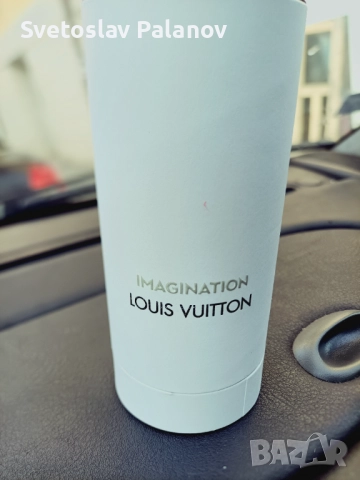 Svetoslav Palanov
IMAGINATION
LOUIS VUITTON
BAZAR